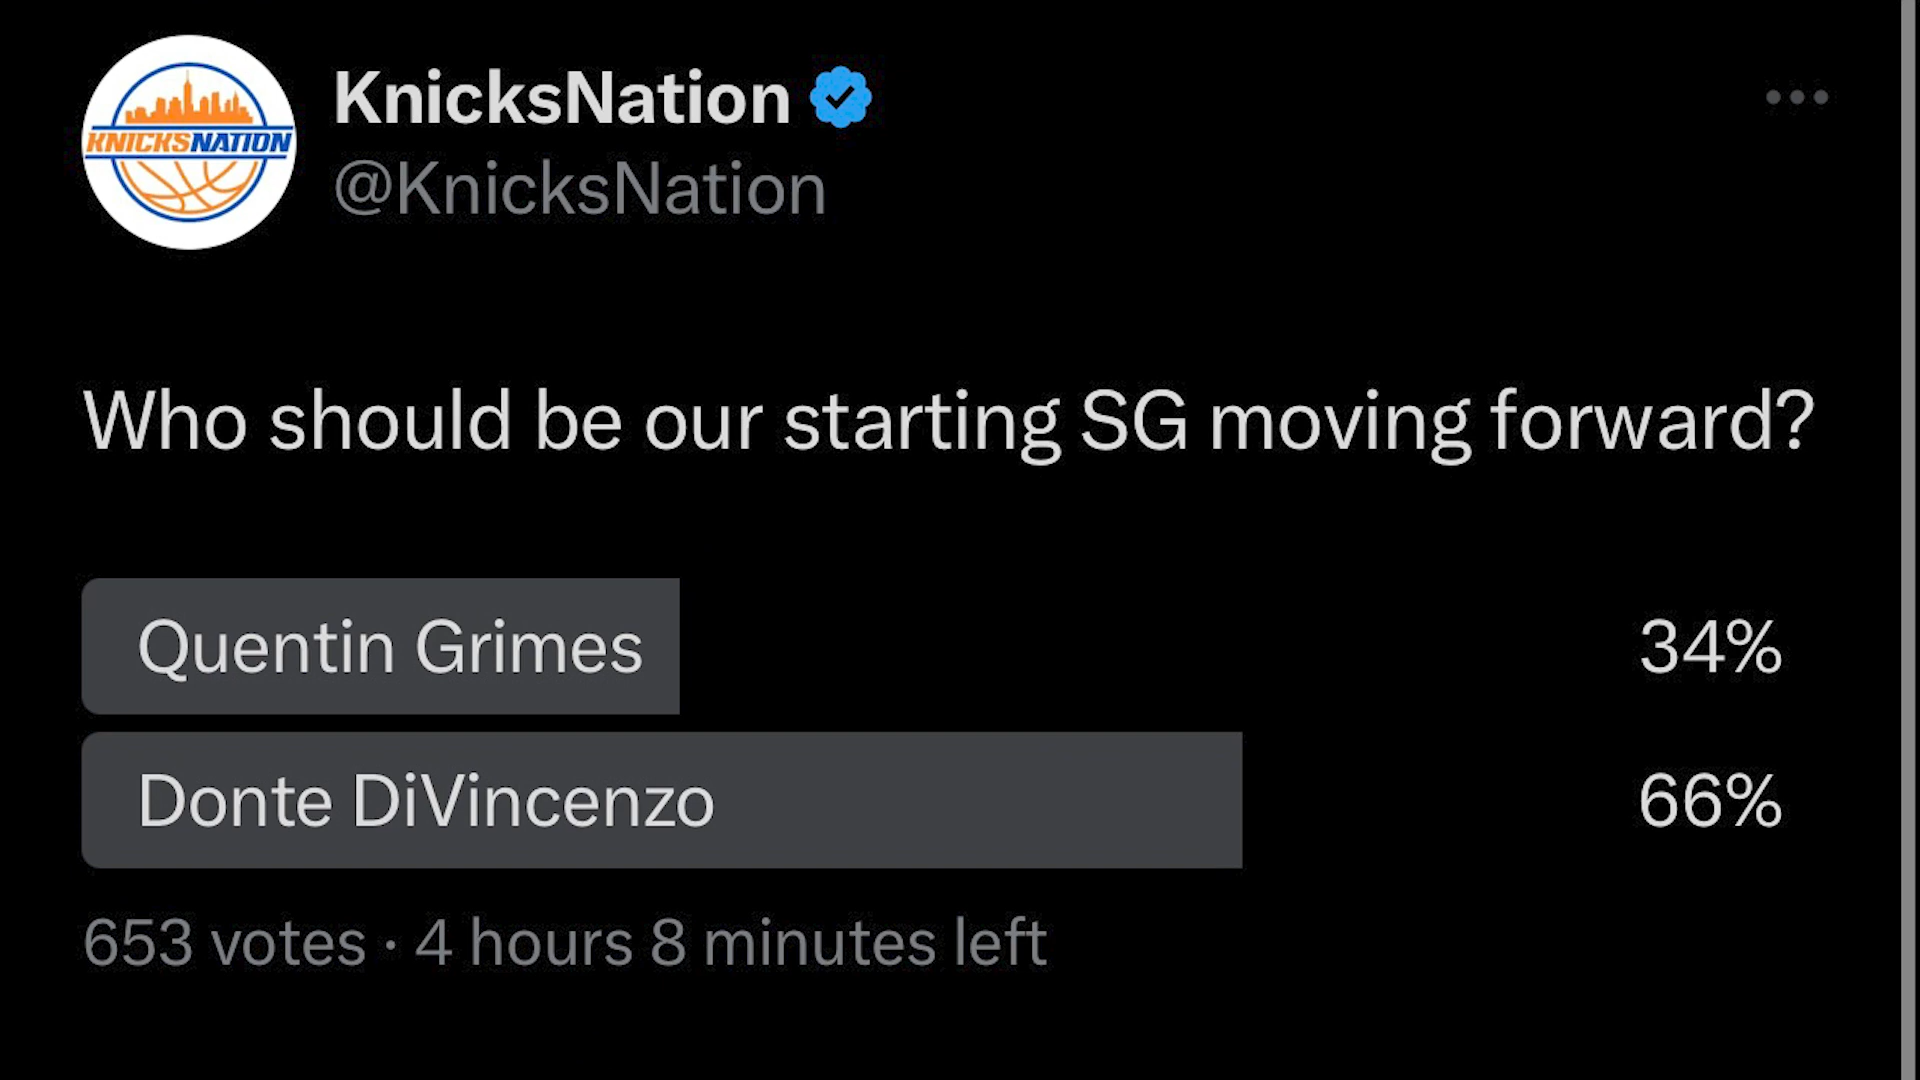 KNICKSNATION
KnicksNation
@KnicksNation
Who should be our starting SG moving forward?
Quentin Grimes 34%
Donte DiVincenzo 66%
653 votes · 4 hours 8 minutes left